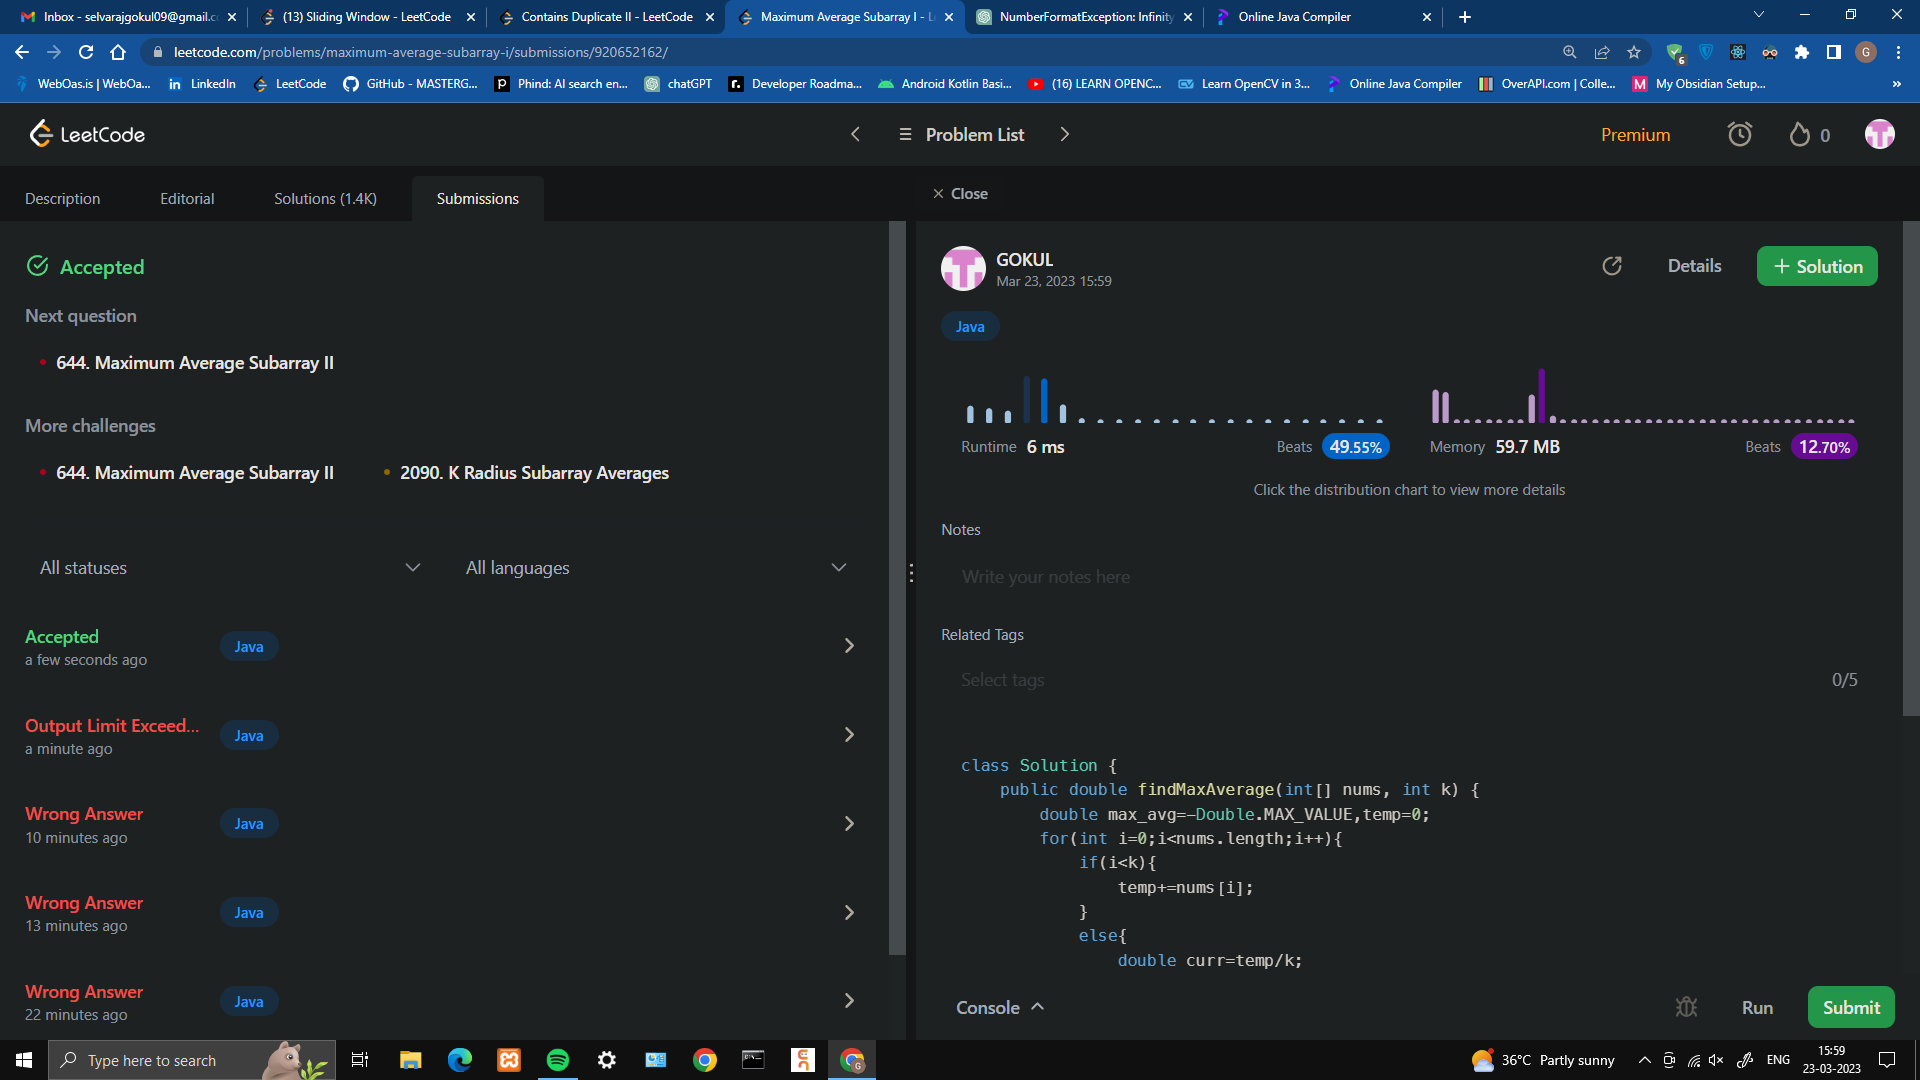 Inbox - selvarajgokul09@gmail.c
(13) Sliding Window - LeetCode
Contains Duplicate II - LeetCode
Maximum Average Subarray I - L
NumberFormatException: Infinity
Online Java Compiler
leetcode.com/problems/maximum-average-subarray-i/submissions/920652162/
6
G
WebOas.is | WebOa...
LinkedIn
LeetCode
GitHub - MASTERG...
Phind: AI search en...
chatGPT
Developer Roadma...
Android Kotlin Basi...
(16) LEARN OPENC...
Learn OpenCV in 3...
Online Java Compiler
OverAPI.com | Colle...
My Obsidian Setup...
LeetCode
Problem List
Premium
0
Description
Editorial
Solutions (1.4K)
Submissions
Close
Accepted
Next question
644. Maximum Average Subarray II
More challenges
644. Maximum Average Subarray II
2090. K Radius Subarray Averages
All statuses
All languages
Accepted
a few seconds ago
Java
Output Limit Exceed...
a minute ago
Java
Wrong Answer
10 minutes ago
Java
Wrong Answer
13 minutes ago
Java
Wrong Answer
22 minutes ago
Java
GOKUL
Mar 23, 2023 15:59
Details
+ Solution
Java
Runtime 6 ms
Beats 49.55%
Memory 59.7 MB
Beats 12.70%
Click the distribution chart to view more details
Notes
Write your notes here
Related Tags
Select tags
0/5
class Solution {
public double findMaxAverage(int[] nums, int k) {
double max_avg=-Double.MAX_VALUE,temp=0;
for(int i=0;i<nums.length;i++){
if(i<k){
temp+=nums[i];
}
else{
double curr=temp/k;
Console
Run
Submit
Type here to search
36°C Partly sunny
ENG
15:59
23-03-2023